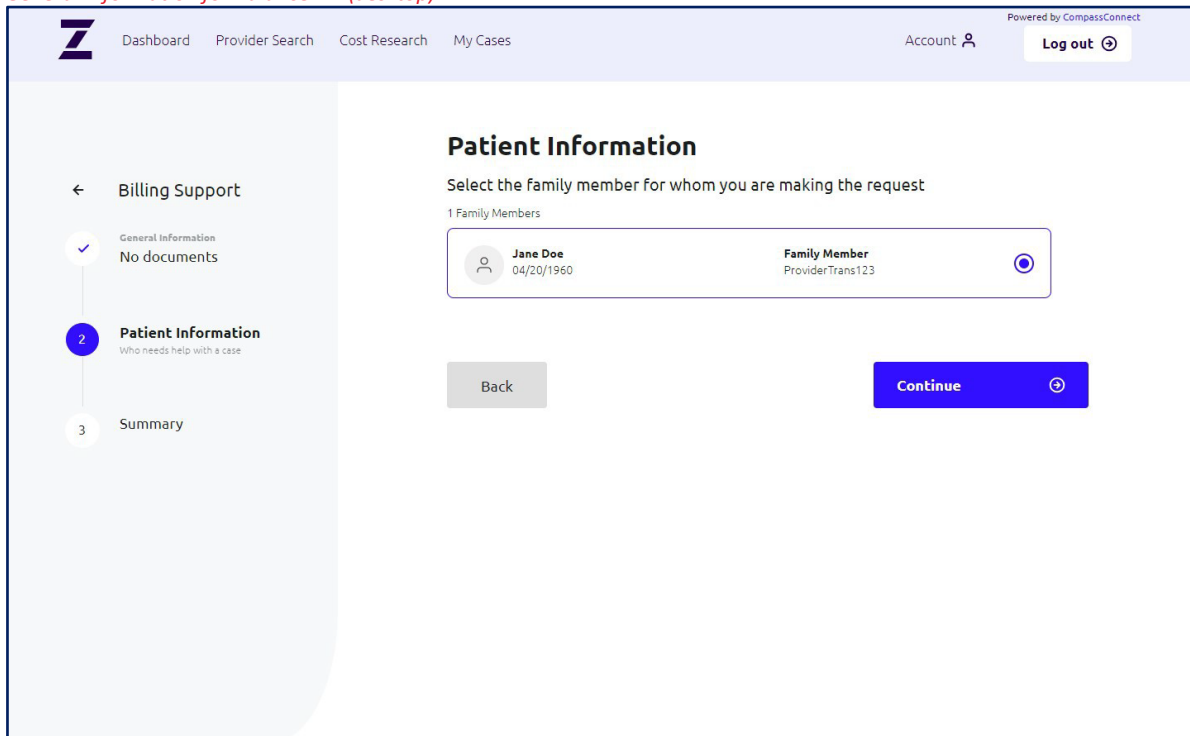 Powered by CompassConnect
Dashboard Provider Search Cost Research My Cases Account Log out
Billing Support
General Information
No documents
2 Patient Information
Who needs help with a case
3 Summary
Patient Information
Select the family member for whom you are making the request
1 Family Members
Jane Doe Family Member
04/20/1960 ProviderTrans123
Back Continue